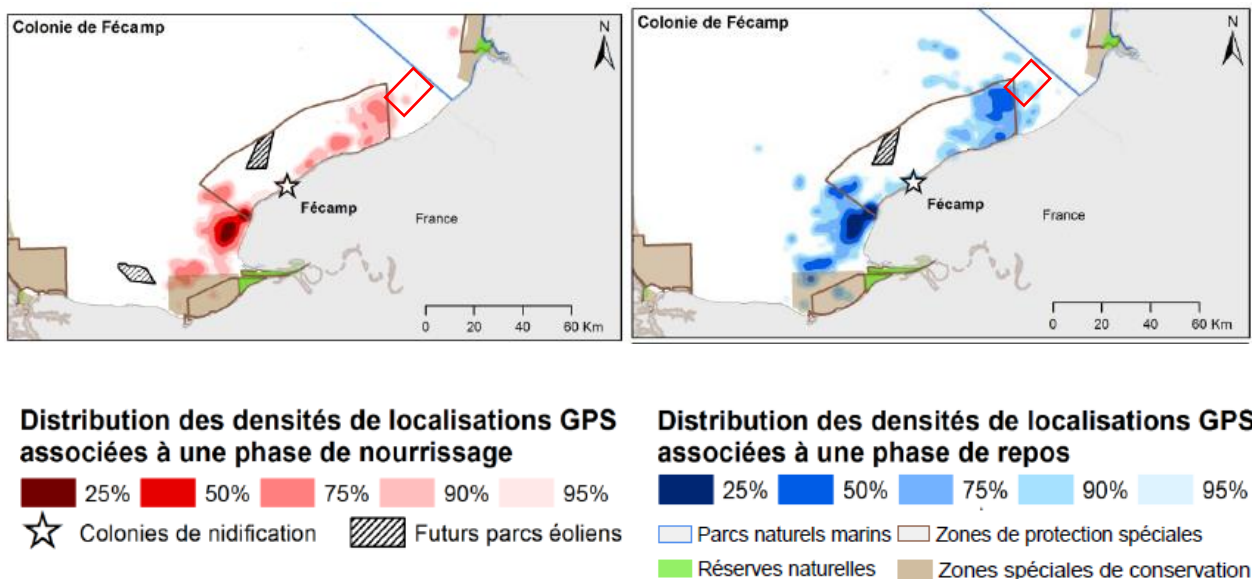 Colonie de Fécamp
N
Fécamp
France
0 20 40 60 Km
Colonie de Fécamp
N
Fécamp
France
0 20 40 60 Km
Distribution des densités de localisations GPS
associées à une phase de nourrissage
25% 50% 75% 90% 95%
Colonies de nidification Futurs parcs éoliens
Distribution des densités de localisations GPS
associées à une phase de repos
25% 50% 75% 90% 95%
Parcs naturels marins Zones de protection spéciales
Réserves naturelles Zones spéciales de conservation